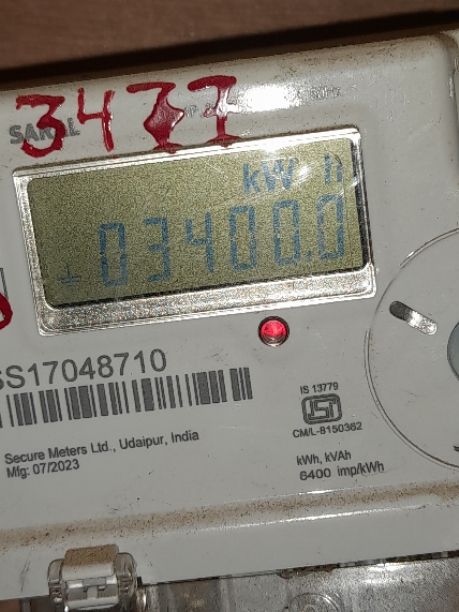 3477
kW h
03400.0
SS17048710
Secure Meters Ltd., Udaipur, India
Mfg: 07/2023
IS 13779
ISI
CM/L-8150362
kWh, kVAh
6400 imp/kWh